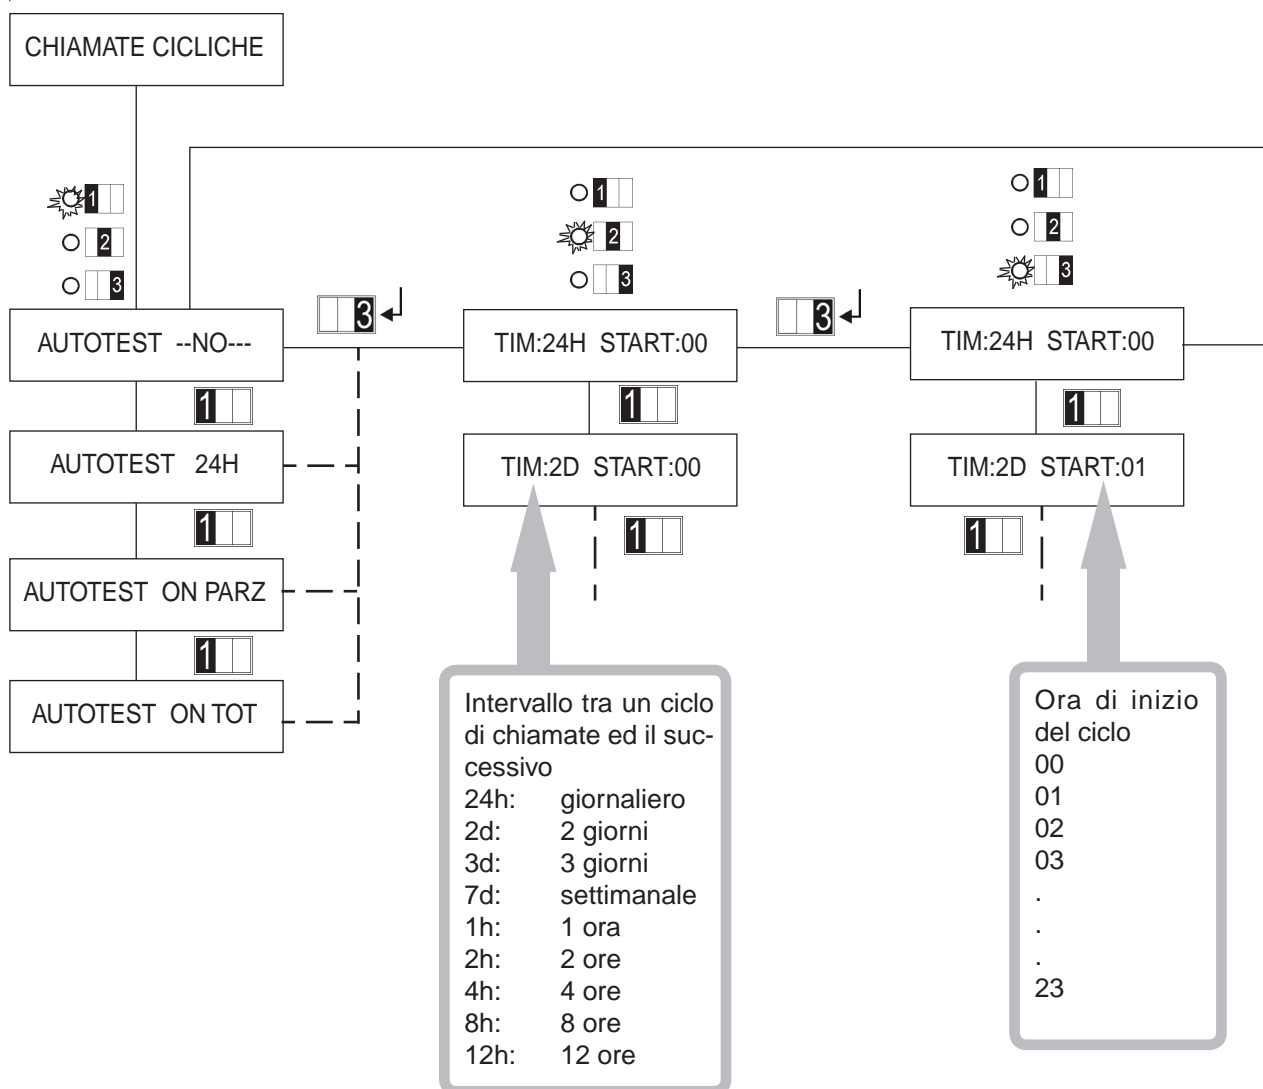 CHIAMATE CICLICHE
1
2
3
1
2
3
1
2
3
AUTOTEST --NO---
3
TIM:24H START:00
3
TIM:24H START:00
1
1
1
AUTOTEST 24H
TIM:2D START:00
TIM:2D START:01
1
1
1
AUTOTEST ON PARZ
1
AUTOTEST ON TOT
Intervallo tra un ciclo
di chiamate ed il suc-
cessivo
24h: giornaliero
2d: 2 giorni
3d: 3 giorni
7d: settimanale
1h: 1 ora
2h: 2 ore
4h: 4 ore
8h: 8 ore
12h: 12 ore
Ora di inizio
del ciclo
00
01
02
03
.
.
.
23